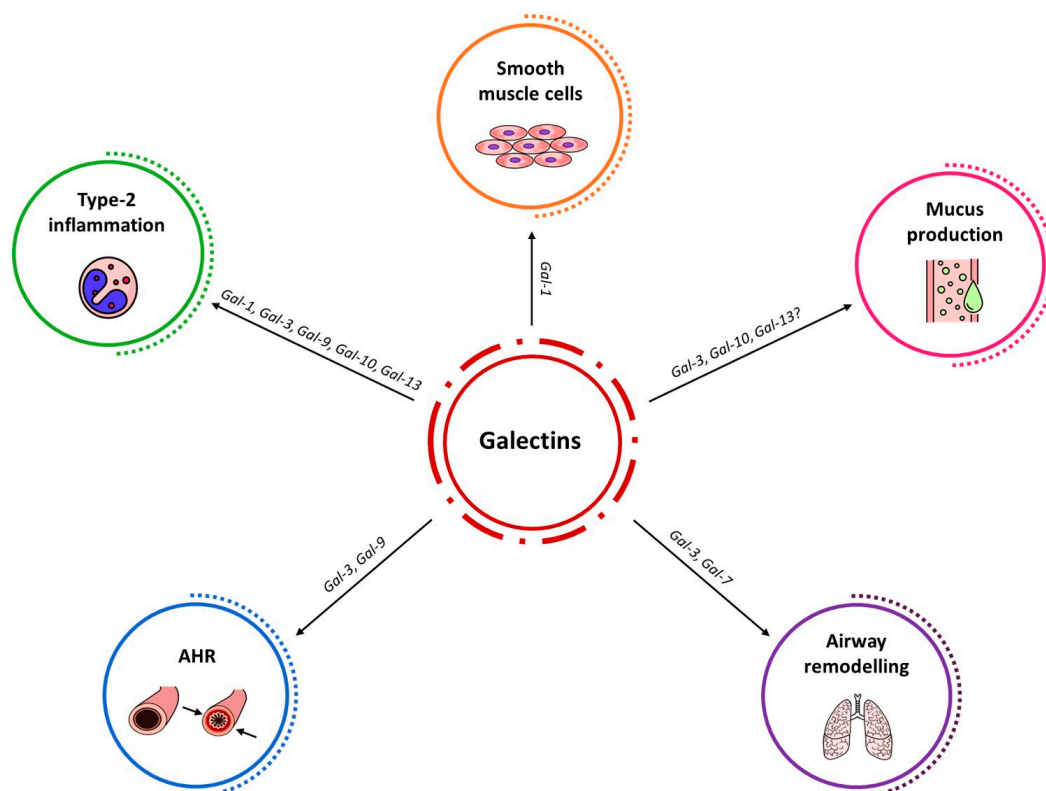 Smooth
muscle cells
Type-2
inflammation
Mucus
production
Gal-1
Gal-1, Gal-3, Gal-9, Gal-10, Gal-13
Gal-3, Gal-10, Gal-13?
Galectins
Gal-3, Gal-9
Gal-3, Gal-7
AHR
Airway
remodelling